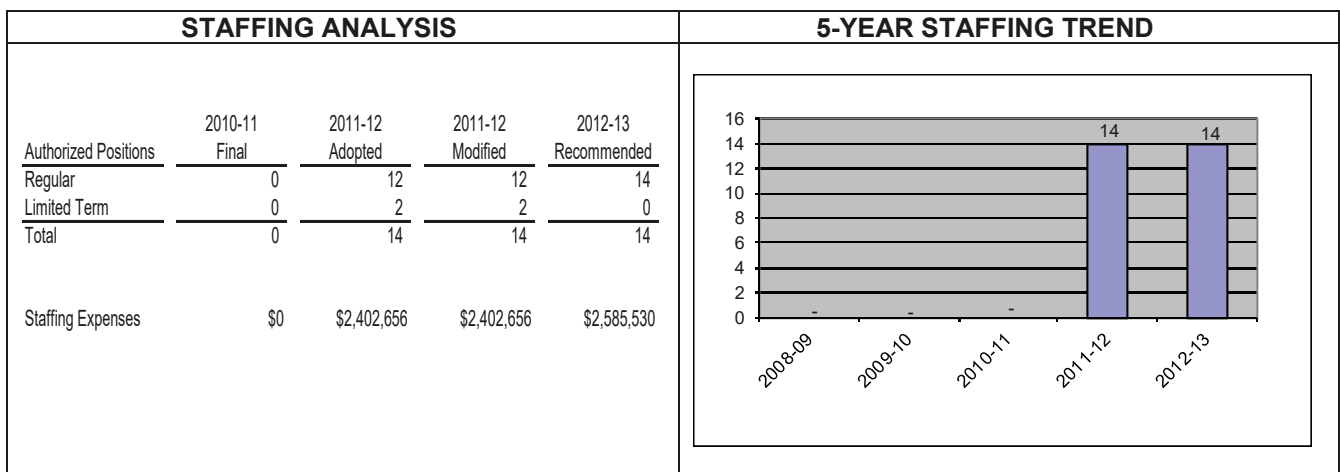 STAFFING ANALYSIS
2010-11 2011-12 2011-12 2012-13
Authorized Positions Final Adopted Modified Recommended
Regular 0 12 12 14
Limited Term 0 2 2 0
Total 0 14 14 14
Staffing Expenses $0 $2,402,656 $2,402,656 $2,585,530
5-YEAR STAFFING TREND
16
14
12
10
8
6
4
2
0
- - - 14 14
2008-09 2009-10 2010-11 2011-12 2012-13